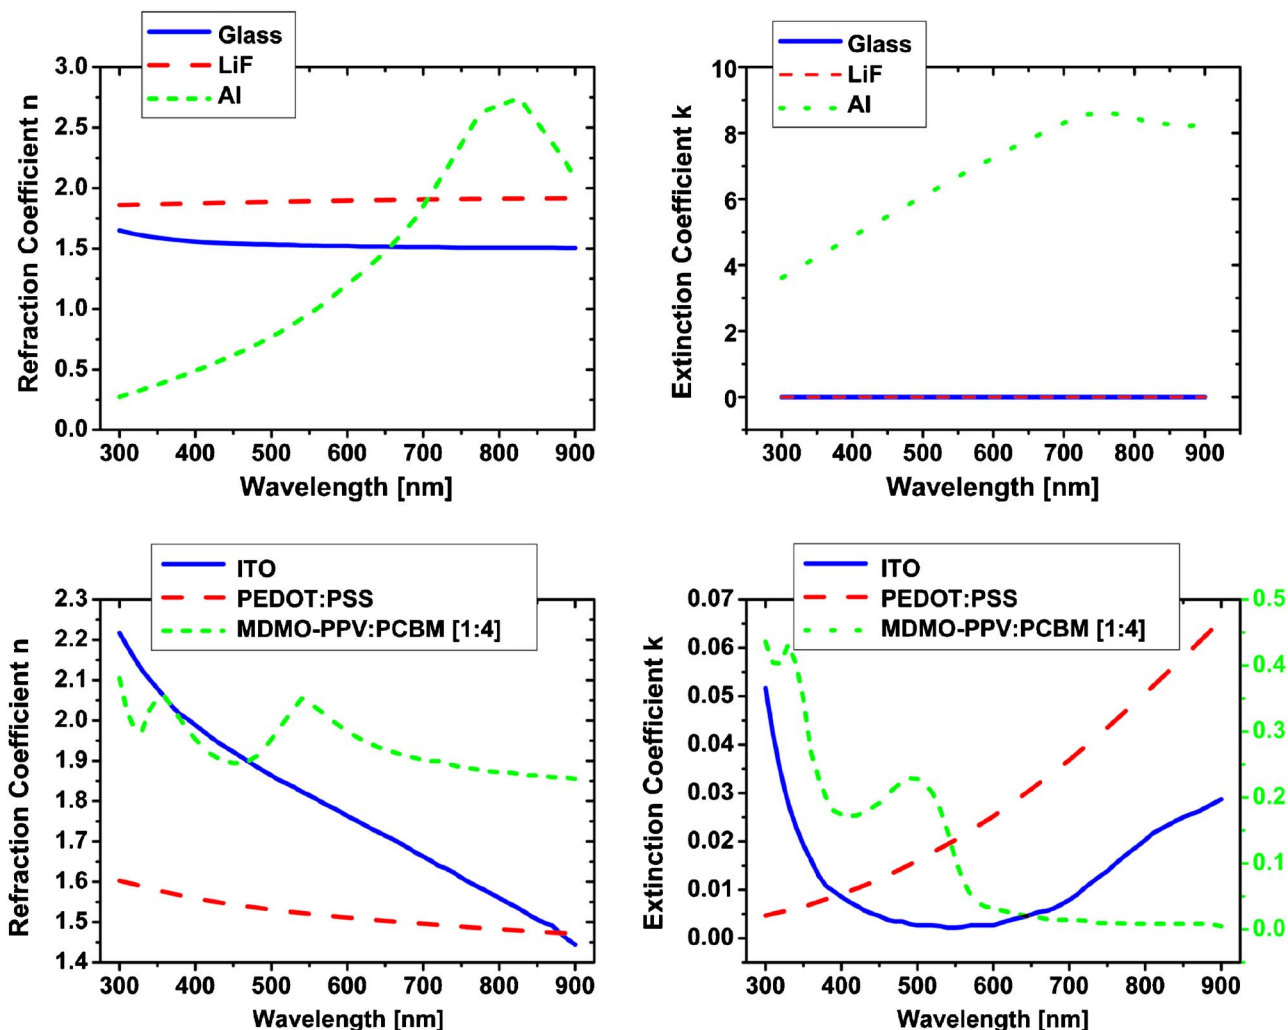 Glass
LiF
Al
3.0
2.5
2.0
1.5
1.0
0.5
0.0
Refraction Coefficient n
300 400 500 600 700 800 900
Wavelength [nm]
Glass
LiF
Al
10
8
6
4
2
0
Extinction Coefficient k
300 400 500 600 700 800 900
Wavelength [nm]
ITO
PEDOT:PSS
MDMO-PPV:PCBM [1:4]
2.3
2.2
2.1
2.0
1.9
1.8
1.7
1.6
1.5
1.4
Refraction Coefficient n
300 400 500 600 700 800 900
Wavelength [nm]
ITO
PEDOT:PSS
MDMO-PPV:PCBM [1:4]
0.07
0.06
0.05
0.04
0.03
0.02
0.01
0.00
Extinction Coefficient k
0.5
0.4
0.3
0.2
0.1
0.0
300 400 500 600 700 800 900
Wavelength [nm]